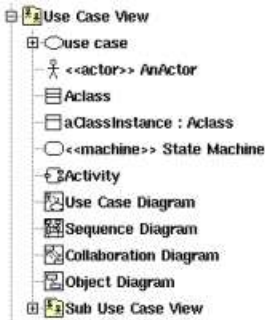 Use Case View
use case
<<actor>> AnActor
Aclass
aClassInstance : Aclass
<<machine>> State Machine
Activity
Use Case Diagram
Sequence Diagram
Collaboration Diagram
Object Diagram
Sub Use Case View